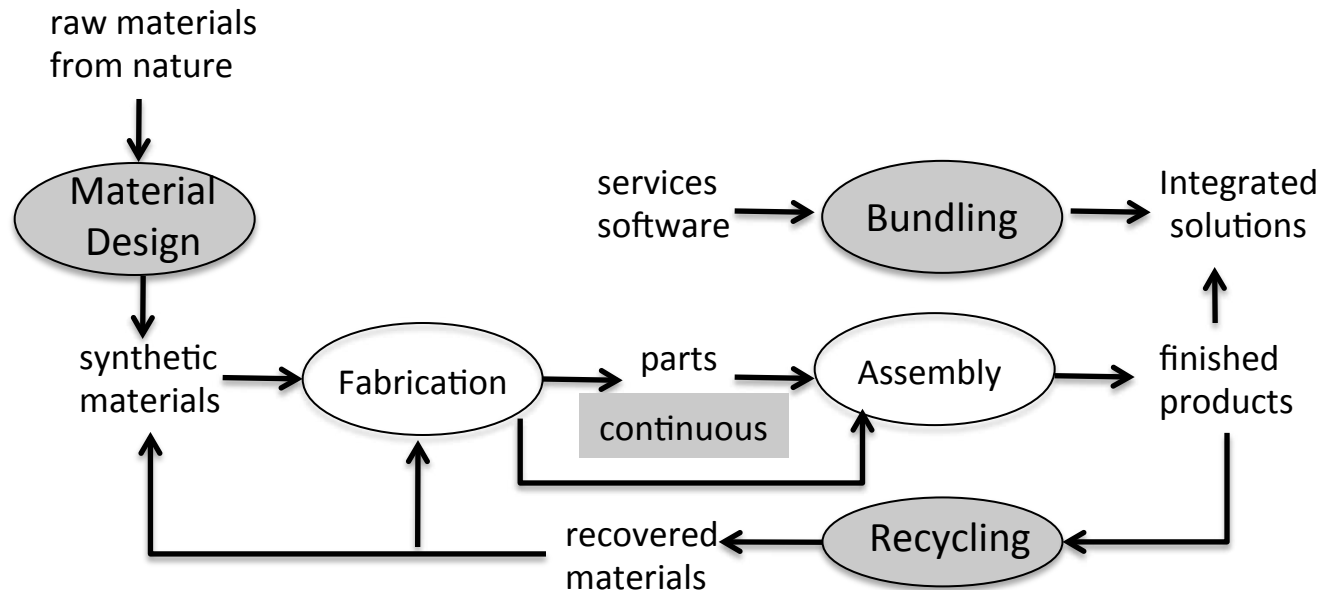 raw materials
from nature
Material
Design
services
software
Bundling
Integrated
solutions
synthetic
materials
Fabrication
parts
continuous
Assembly
finished
products
recovered
materials
Recycling